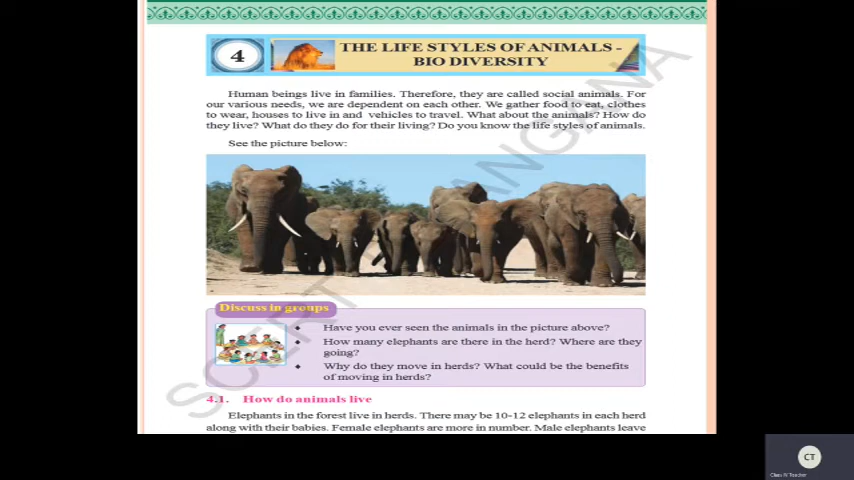 4
THE LIFE STYLES OF ANIMALS -
BIO DIVERSITY
Human beings live in families. Therefore, they are called social animals. For
our various needs, we are dependent on each other. We gather food to eat, clothes
to wear, houses to live in and vehicles to travel. What about the animals? How do
they live? What do they do for their living? Do you know the life styles of animals.
See the picture below:
Discuss in groups
♦ Have you ever seen the animals in the picture above?
♦ How many elephants are there in the herd? Where are they
going?
♦ Why do they move in herds? What could be the benefits
of moving in herds?
4.1. How do animals live
Elephants in the forest live in herds. There may be 10-12 elephants in each herd
along with their babies. Female elephants are more in number. Male elephants leave
SCERT TELANGANA
CT